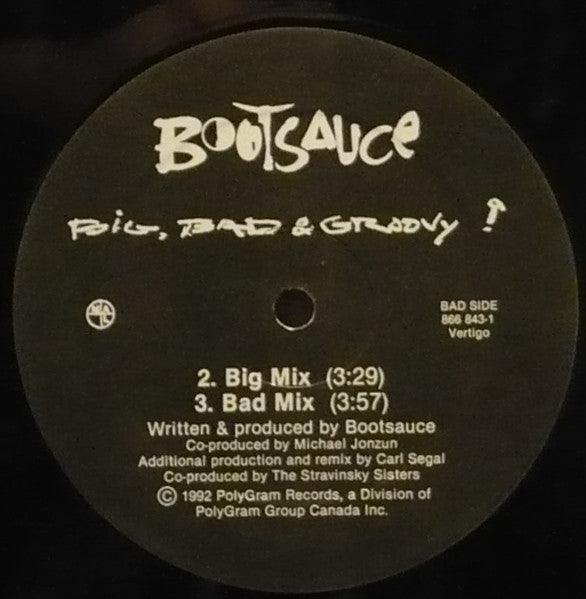 BOOTSAUCE
BIG, BAD & GROOVY!
MAPL
BAD SIDE
866 843-1
Vertigo
2. Big Mix (3:29)
3. Bad Mix (3:57)
Written & produced by Bootsauce
Co-produced by Michael Jonzun
Additional production and remix by Carl Segal
Co-produced by The Stravinsky Sisters
© 1992 PolyGram Records, a Division of
PolyGram Group Canada Inc.